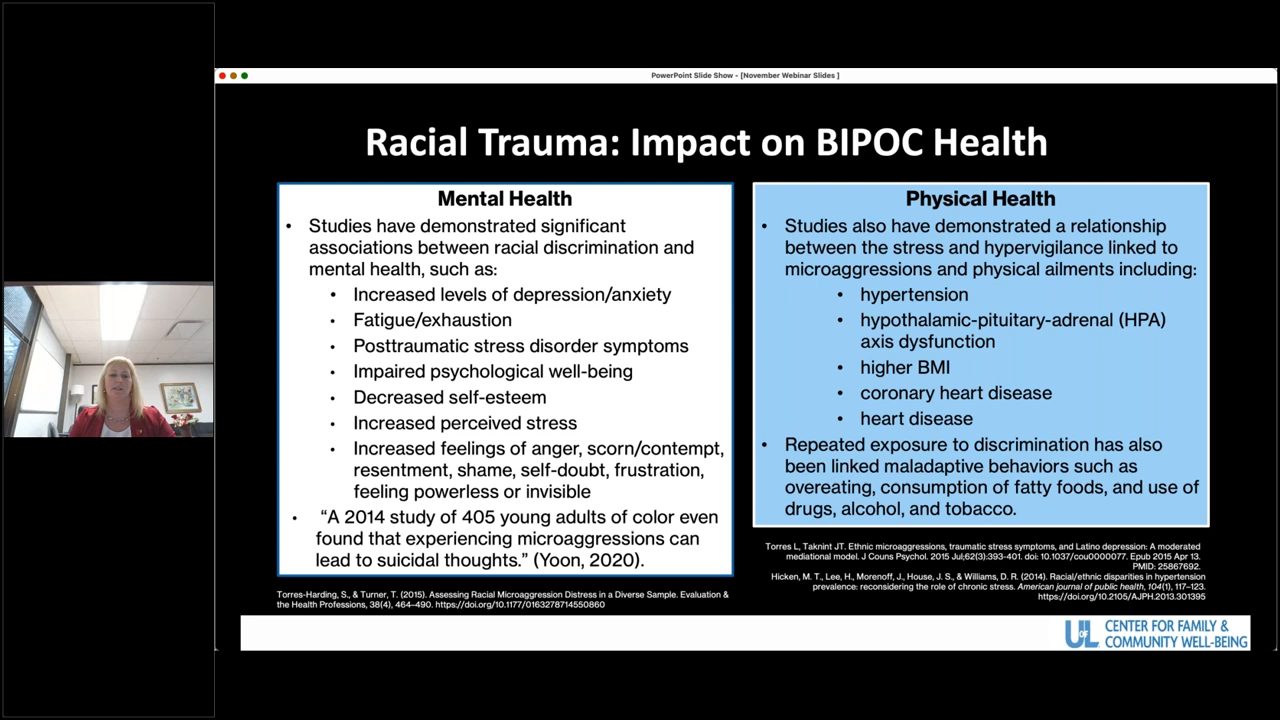 PowerPoint Slide Show - [November Webinar Slides ]
Racial Trauma: Impact on BIPOC Health
Mental Health
• Studies have demonstrated significant
associations between racial discrimination and
mental health, such as:
• Increased levels of depression/anxiety
• Fatigue/exhaustion
• Posttraumatic stress disorder symptoms
• Impaired psychological well-being
• Decreased self-esteem
• Increased perceived stress
• Increased feelings of anger, scorn/contempt,
resentment, shame, self-doubt, frustration,
feeling powerless or invisible
• “A 2014 study of 405 young adults of color even
found that experiencing microaggressions can
lead to suicidal thoughts.” (Yoon, 2020).
Torres-Harding, S., & Turner, T. (2015). Assessing Racial Microaggression Distress in a Diverse Sample. Evaluation &
the Health Professions, 38(4), 464–490. https://doi.org/10.1177/0163278714550860
Physical Health
• Studies also have demonstrated a relationship
between the stress and hypervigilance linked to
microaggressions and physical ailments including:
• hypertension
• hypothalamic-pituitary-adrenal (HPA)
axis dysfunction
• higher BMI
• coronary heart disease
• heart disease
• Repeated exposure to discrimination has also
been linked maladaptive behaviors such as
overeating, consumption of fatty foods, and use of
drugs, alcohol, and tobacco.
Torres L, Taknint JT. Ethnic microaggressions, traumatic stress symptoms, and Latino depression: A moderated
mediational model. J Couns Psychol. 2015 Jul;62(3):393-401. doi: 10.1037/cou0000077. Epub 2015 Apr 13.
PMID: 25867692.
Hicken, M. T., Lee, H., Morenoff, J., House, J. S., & Williams, D. R. (2014). Racial/ethnic disparities in hypertension
prevalence: reconsidering the role of chronic stress. American journal of public health, 104(1), 117–123.
https://doi.org/10.2105/AJPH.2013.301395
UofL
CENTER FOR FAMILY &
COMMUNITY WELL-BEING